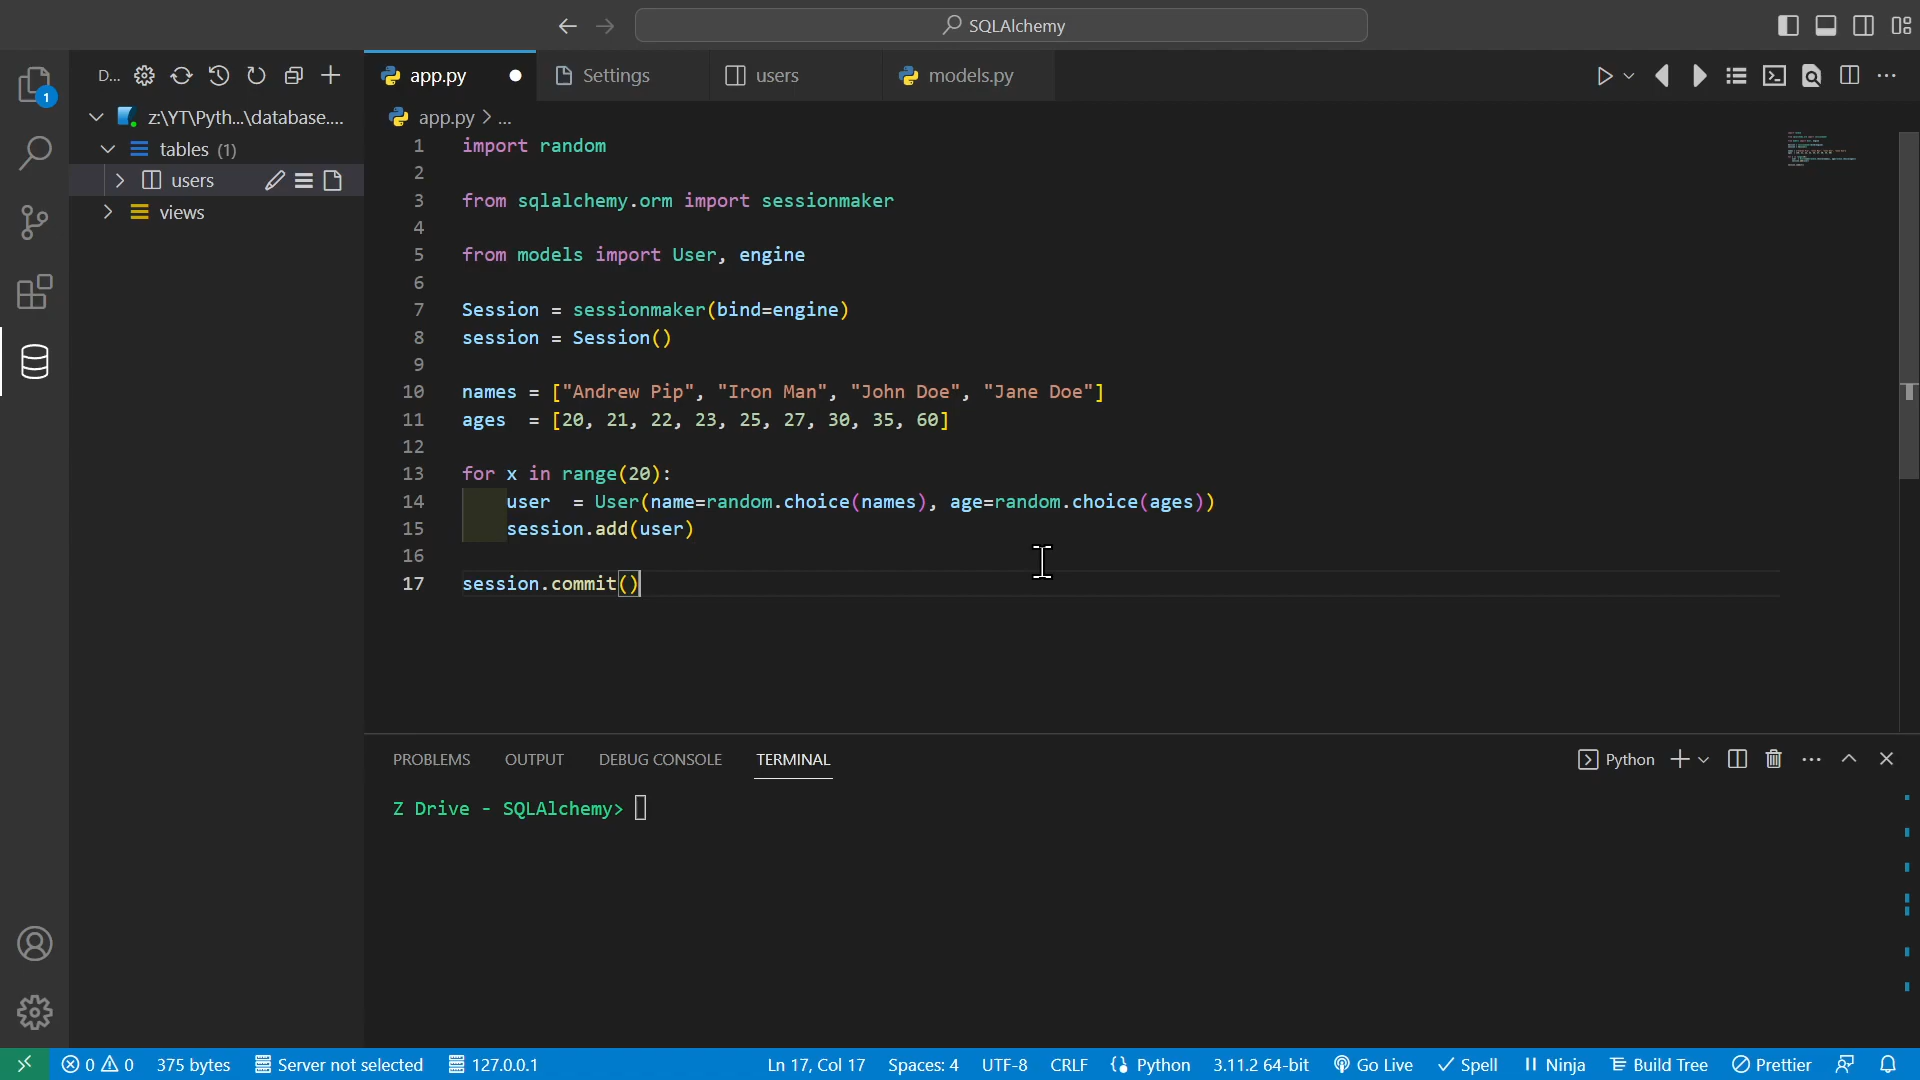 SQLAlchemy
D...
app.py
Settings
users
models.py
z:\YT\Pyth...\database....
app.py > ...
tables (1)
users
views
1 import random
2
3 from sqlalchemy.orm import sessionmaker
4
5 from models import User, engine
6
7 Session = sessionmaker(bind=engine)
8 session = Session()
9
10 names = ["Andrew Pip", "Iron Man", "John Doe", "Jane Doe"]
11 ages  = [20, 21, 22, 23, 25, 27, 30, 35, 60]
12
13 for x in range(20):
14     user  = User(name=random.choice(names), age=random.choice(ages))
15     session.add(user)
16
17 session.commit()
1
PROBLEMS OUTPUT DEBUG CONSOLE TERMINAL
Python
Z Drive - SQLAlchemy>
0 0 375 bytes Server not selected 127.0.0.1 Ln 17, Col 17 Spaces: 4 UTF-8 CRLF Python 3.11.2 64-bit Go Live Spell Ninja Build Tree Prettier